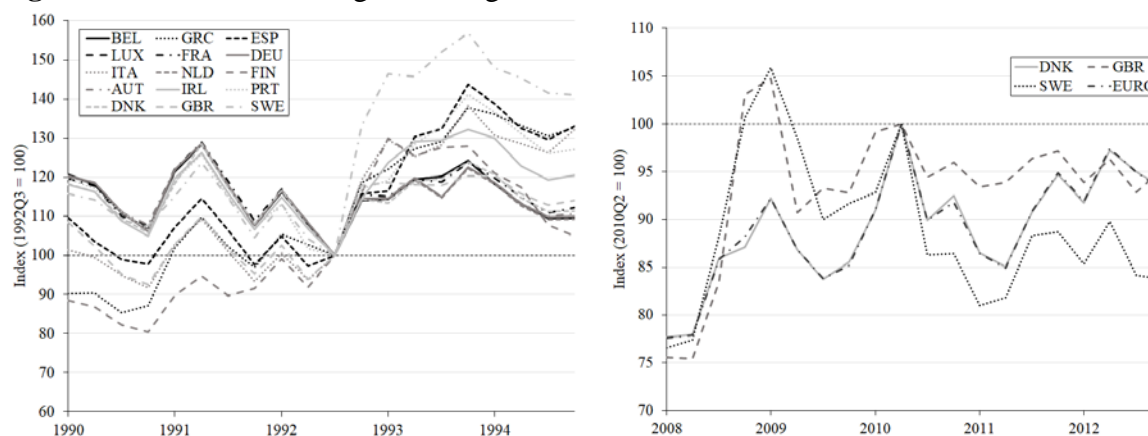 160
150
140
130
120
110
100
90
80
70
60
Index (1992Q3 = 100)
BEL GRC ESP
LUX FRA DEU
ITA NLD FIN
AUT IRL PRT
DNK GBR SWE
1990 1991 1992 1993 1994
110
105
100
95
90
85
80
75
70
Index (2010Q2 = 100)
DNK GBR
SWE EURO
2008 2009 2010 2011 2012